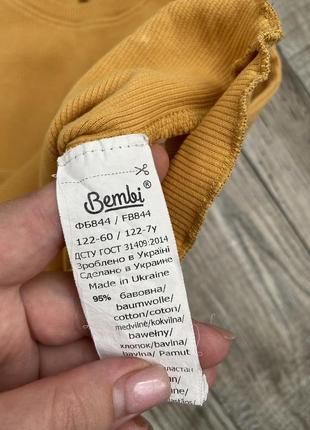 Bembi®
ФБ844 / FB844
122-60 / 122-7y
ДСТУ ГОСТ 31409:2014
Зроблено в Україні
Сделано в Украине
Made in Ukraine
95% бавовна/
baumwolle/
cotton/coton/
medvilné/kokvilna/
bawełny/
хлопок/bavlna/
bavlna/ Pamut